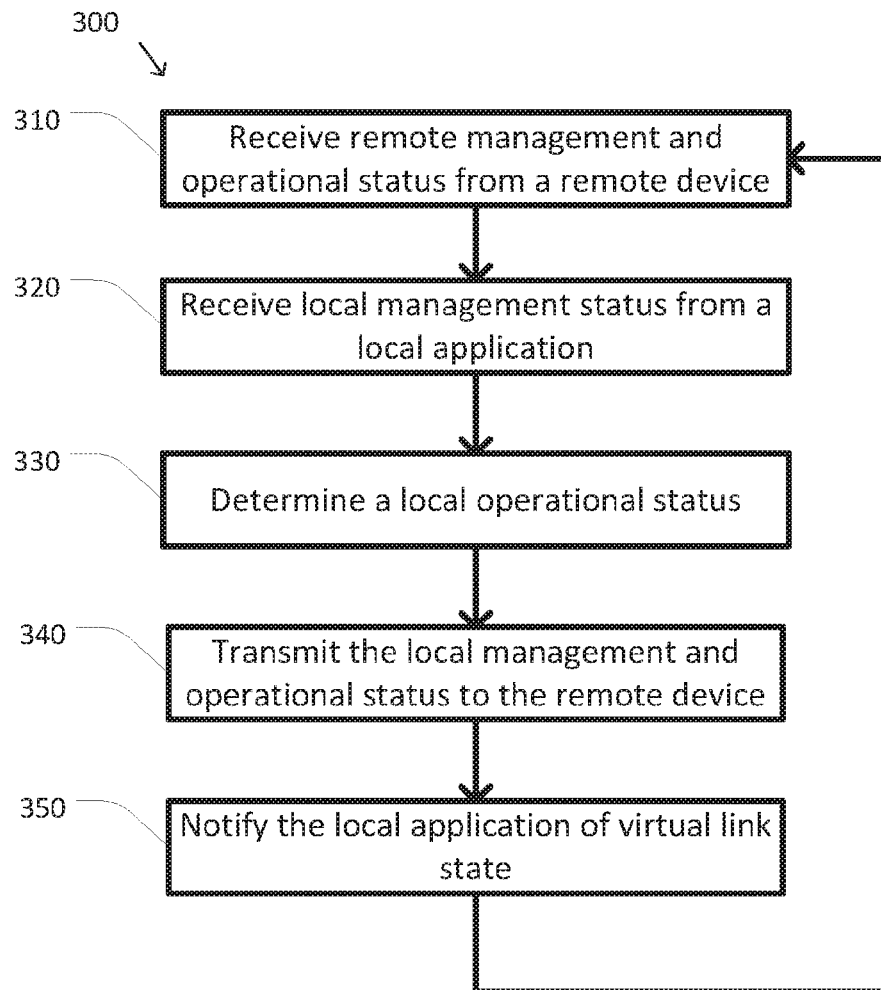 300
310
Receive remote management and
operational status from a remote device
320
Receive local management status from a
local application
330
Determine a local operational status
340
Transmit the local management and
operational status to the remote device
350
Notify the local application of virtual link
state